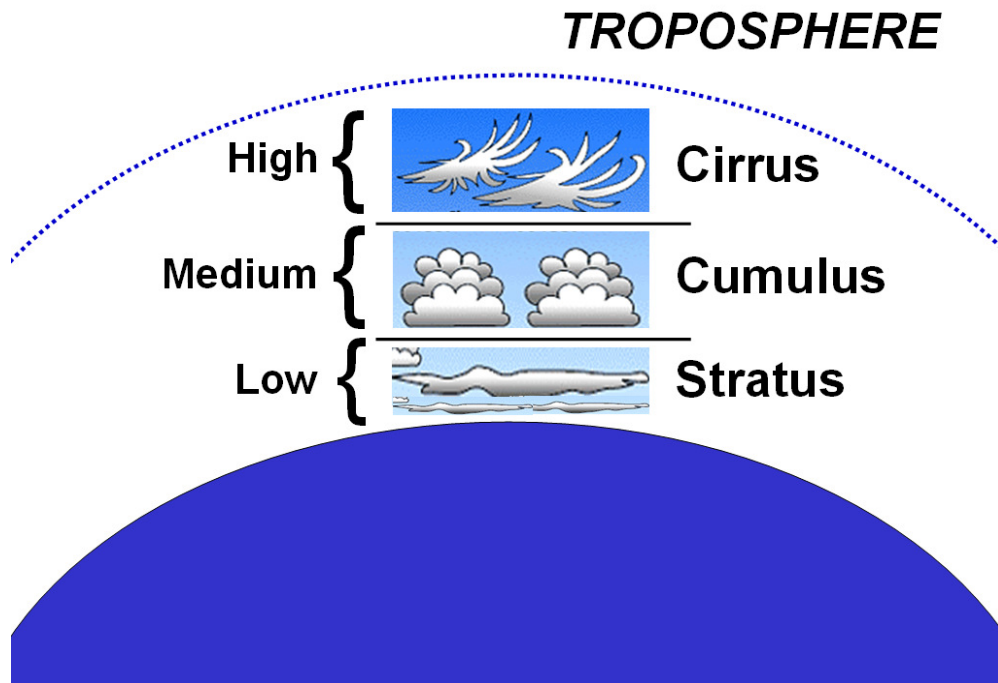 TROPOSPHERE
High { Cirrus
Medium { Cumulus
Low { Stratus